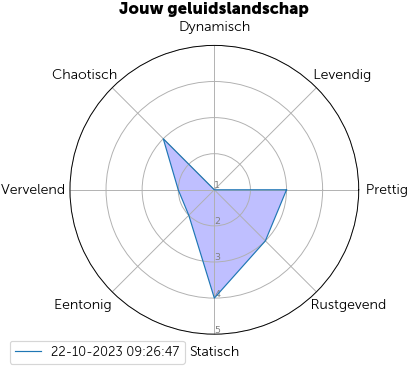 Jouw geluidslandschap
Dynamisch
Chaotisch
Levendig
Vervelend
1
Prettig
2
3
4
Eentonig
Rustgevend
5
22-10-2023 09:26:47
Statisch